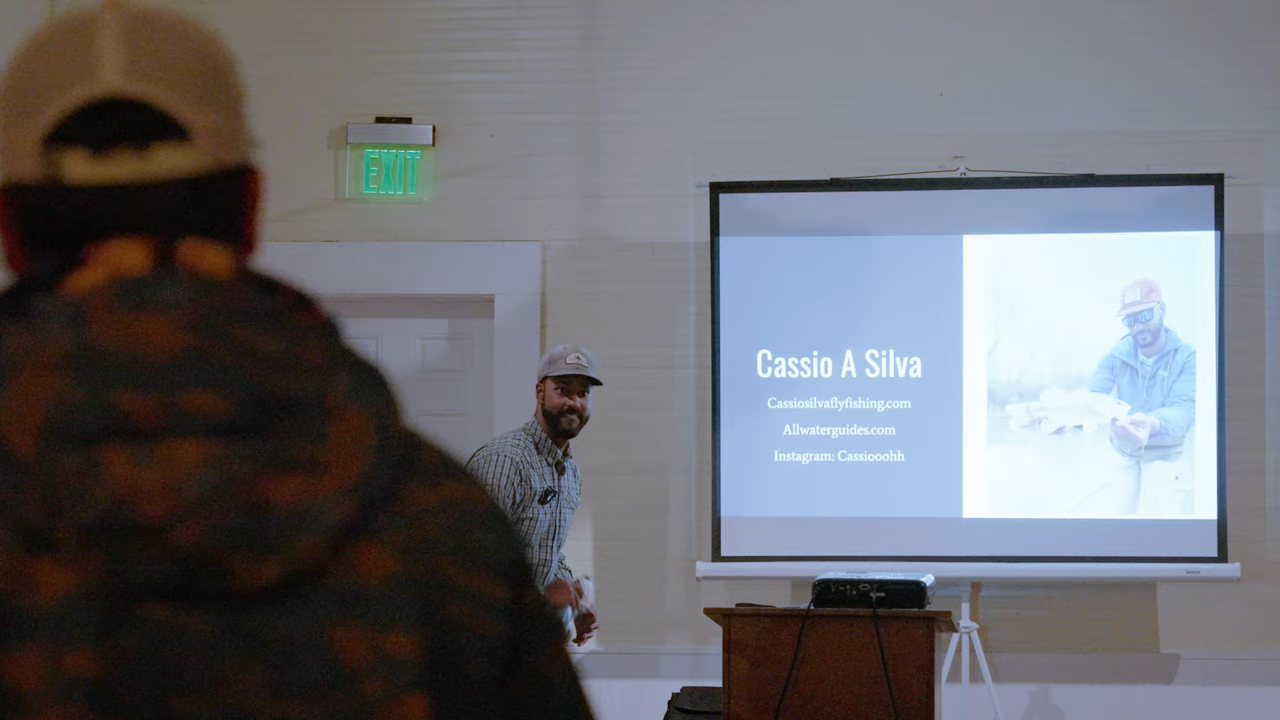 EXIT
Cassio A Silva
Cassiosilvaflyfishing.com
Allwaterguides.com
Instagram: Cassiooohh